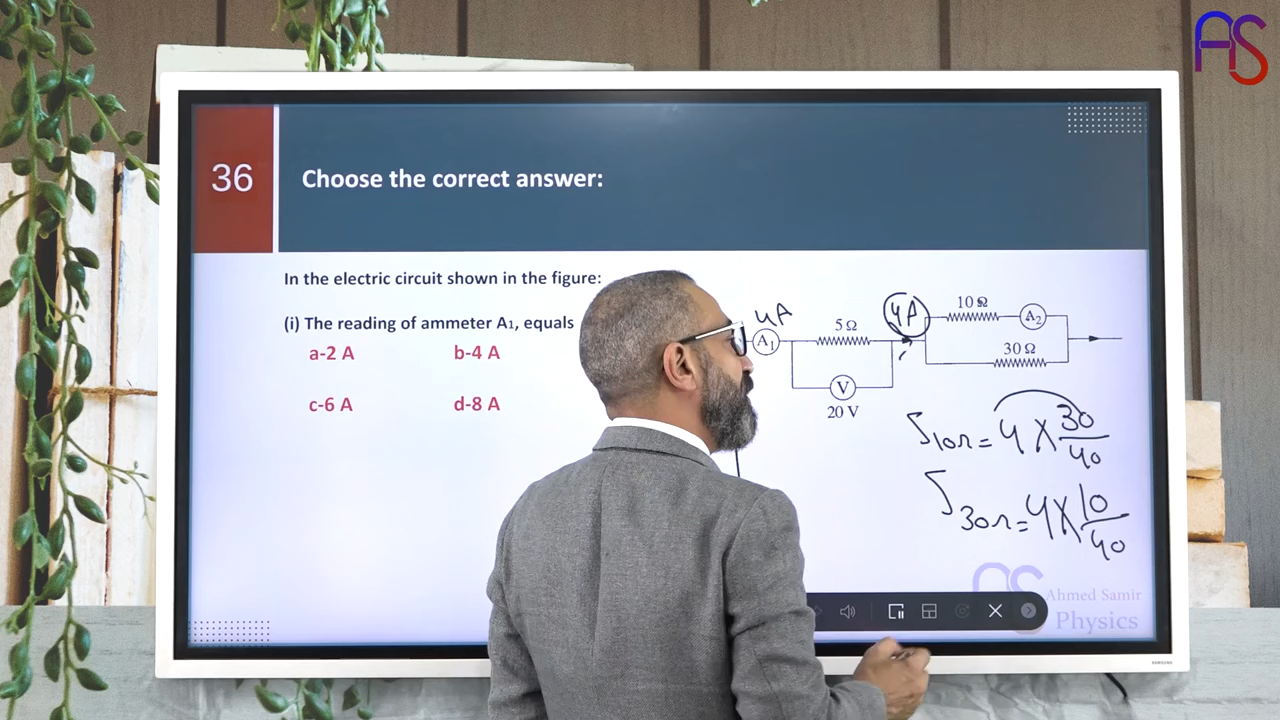 AS
36
Choose the correct answer:
In the electric circuit shown in the figure:
(i) The reading of ammeter A1, equals
a-2 A
b-4 A
c-6 A
d-8 A
4A
A1
5 Ω
V
20 V
4A
10 Ω
A2
30 Ω
I10Ω = 4 × 30/40
I30Ω = 4 × 10/40
AS
Ahmed Samir
Physics
SAMSUNG